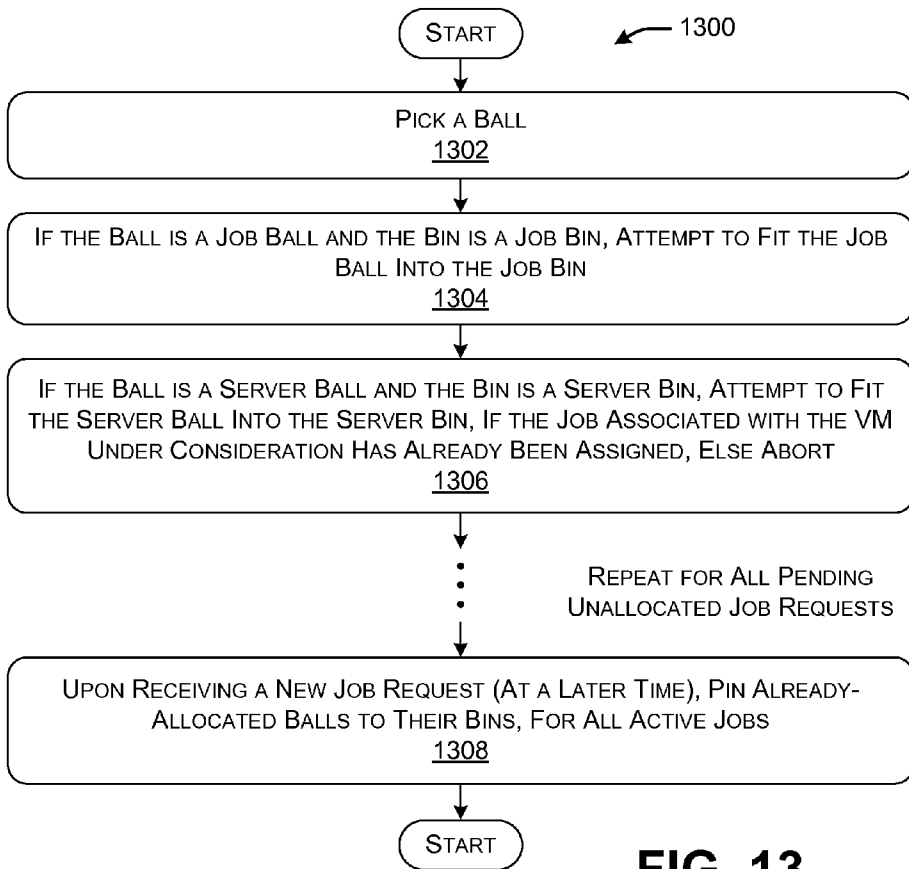 START
1300
PICK A BALL
1302
IF THE BALL IS A JOB BALL AND THE BIN IS A JOB BIN, ATTEMPT TO FIT THE JOB
BALL INTO THE JOB BIN
1304
IF THE BALL IS A SERVER BALL AND THE BIN IS A SERVER BIN, ATTEMPT TO FIT
THE SERVER BALL INTO THE SERVER BIN, IF THE JOB ASSOCIATED WITH THE VM
UNDER CONSIDERATION HAS ALREADY BEEN ASSIGNED, ELSE ABORT
1306
REPEAT FOR ALL PENDING
UNALLOCATED JOB REQUESTS
UPON RECEIVING A NEW JOB REQUEST (AT A LATER TIME), PIN ALREADY-
ALLOCATED BALLS TO THEIR BINS, FOR ALL ACTIVE JOBS
1308
START
FIG. 13